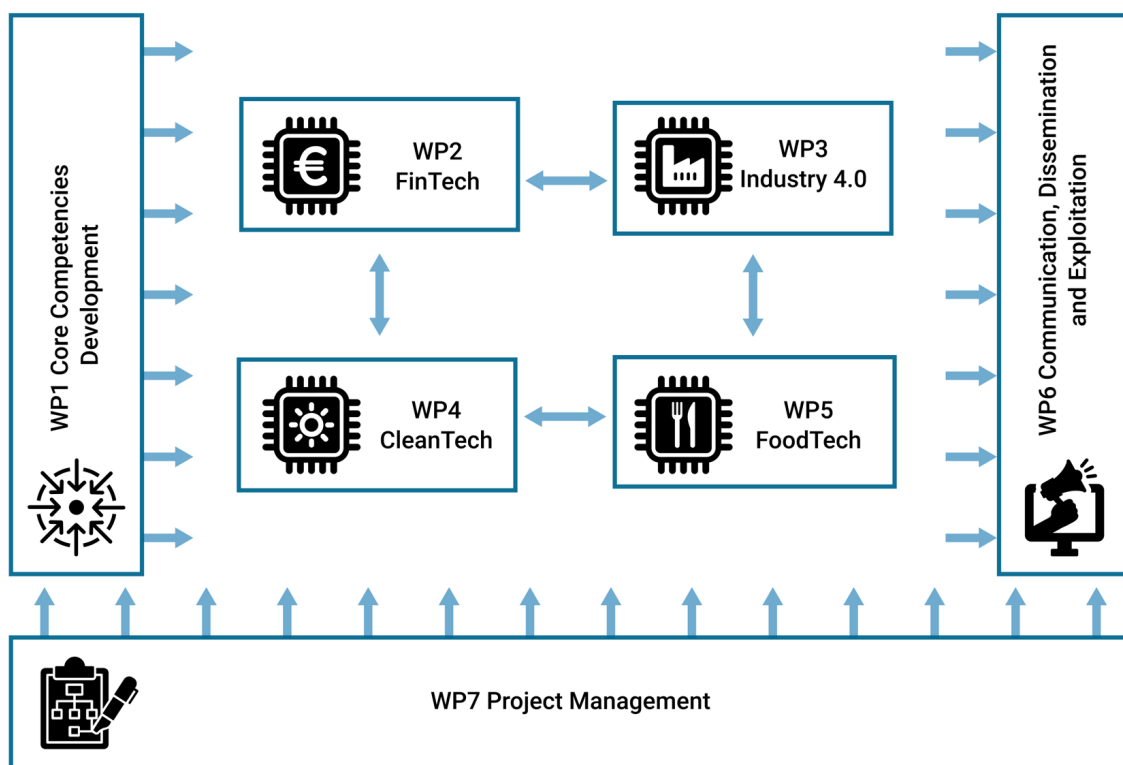 WP1 Core Competencies
Development
WP2
FinTech
WP3
Industry 4.0
WP4
CleanTech
WP5
FoodTech
WP6 Communication, Dissemination
and Exploitation
WP7 Project Management